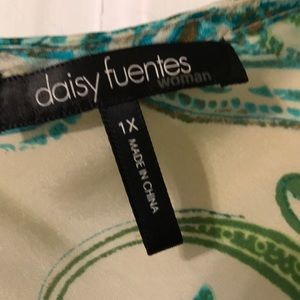 daisy fuentes
woman
1X
MADE IN CHINA